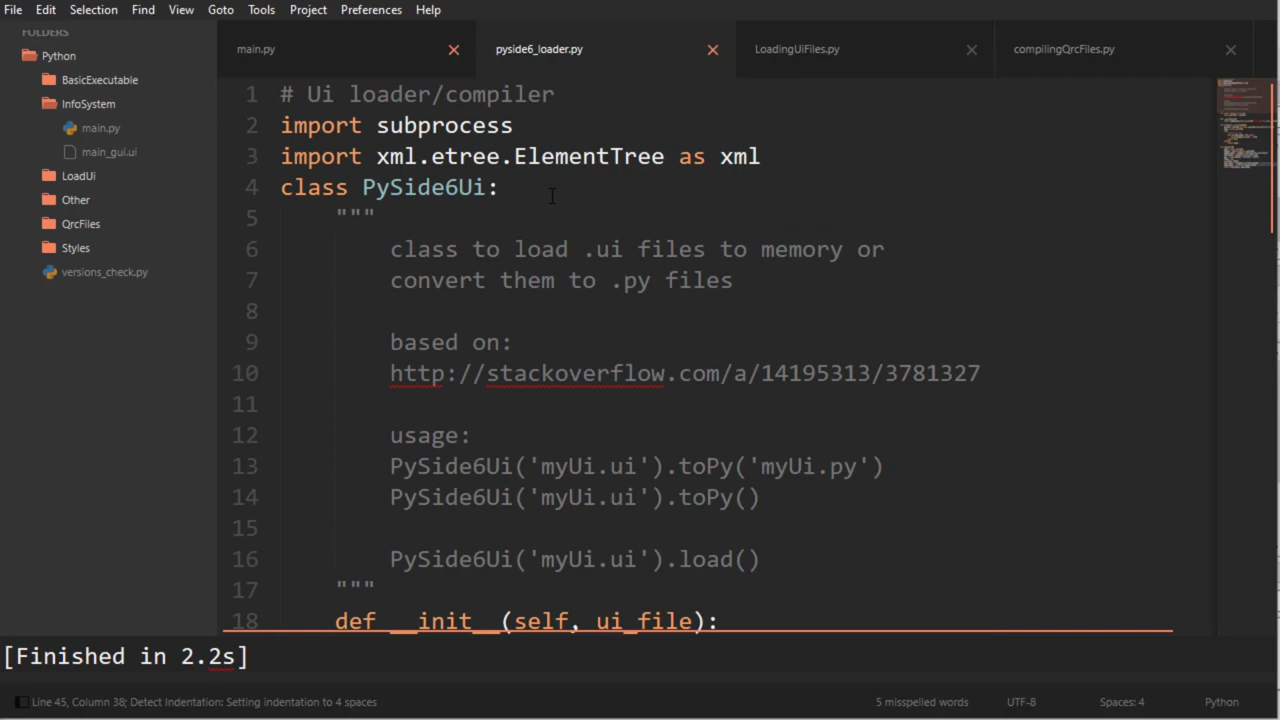 File Edit Selection Find View Goto Tools Project Preferences Help
FOLDERS
Python
BasicExecutable
InfoSystem
main.py
main_gui.ui
LoadUi
Other
QrcFiles
Styles
versions_check.py
main.py pyside6_loader.py LoadingUiFiles.py compilingQrcFiles.py
1 # Ui loader/compiler
2 import subprocess
3 import xml.etree.ElementTree as xml
4 class PySide6Ui:
5 """
6 class to load .ui files to memory or
7 convert them to .py files
8
9 based on:
10 http://stackoverflow.com/a/14195313/3781327
11
12 usage:
13 PySide6Ui('myUi.ui').toPy('myUi.py')
14 PySide6Ui('myUi.ui').toPy()
15
16 PySide6Ui('myUi.ui').load()
17 """
18 def __init__(self, ui_file):
[Finished in 2.2s]
Line 45, Column 38; Detect Indentation: Setting indentation to 4 spaces 5 misspelled words UTF-8 Spaces: 4 Python